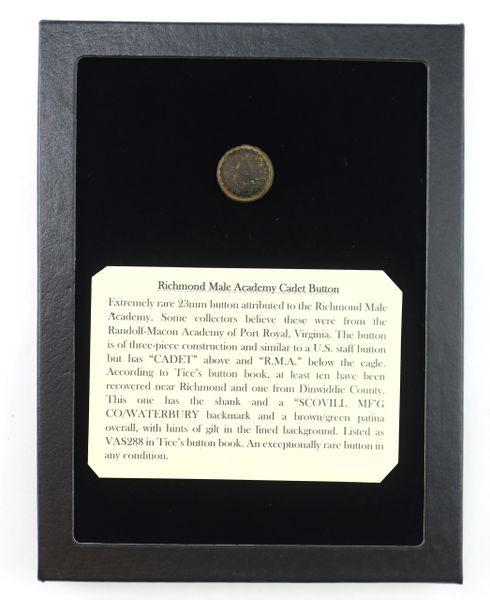 Richmond Male Academy Cadet Button
Extremely rare 23mm button attributed to the Richmond Male
Academy. Some collectors believe these were from the
Randolf-Macon Academy of Port Royal, Virginia. The button
is of three-piece construction and similar to a U.S. staff button
but has “CADET” above and “R.M.A.” below the eagle.
According to Tice's button book, at least ten have been
recovered near Richmond and one from Dinwiddie County.
This one has the shank and a “SCOVILL MF'G
CO/WATERBURY backmark and a brown/green patina
overall, with hints of gilt in the lined background. Listed as
VAS288 in Tice's button book. An exceptionally rare button in
any condition.